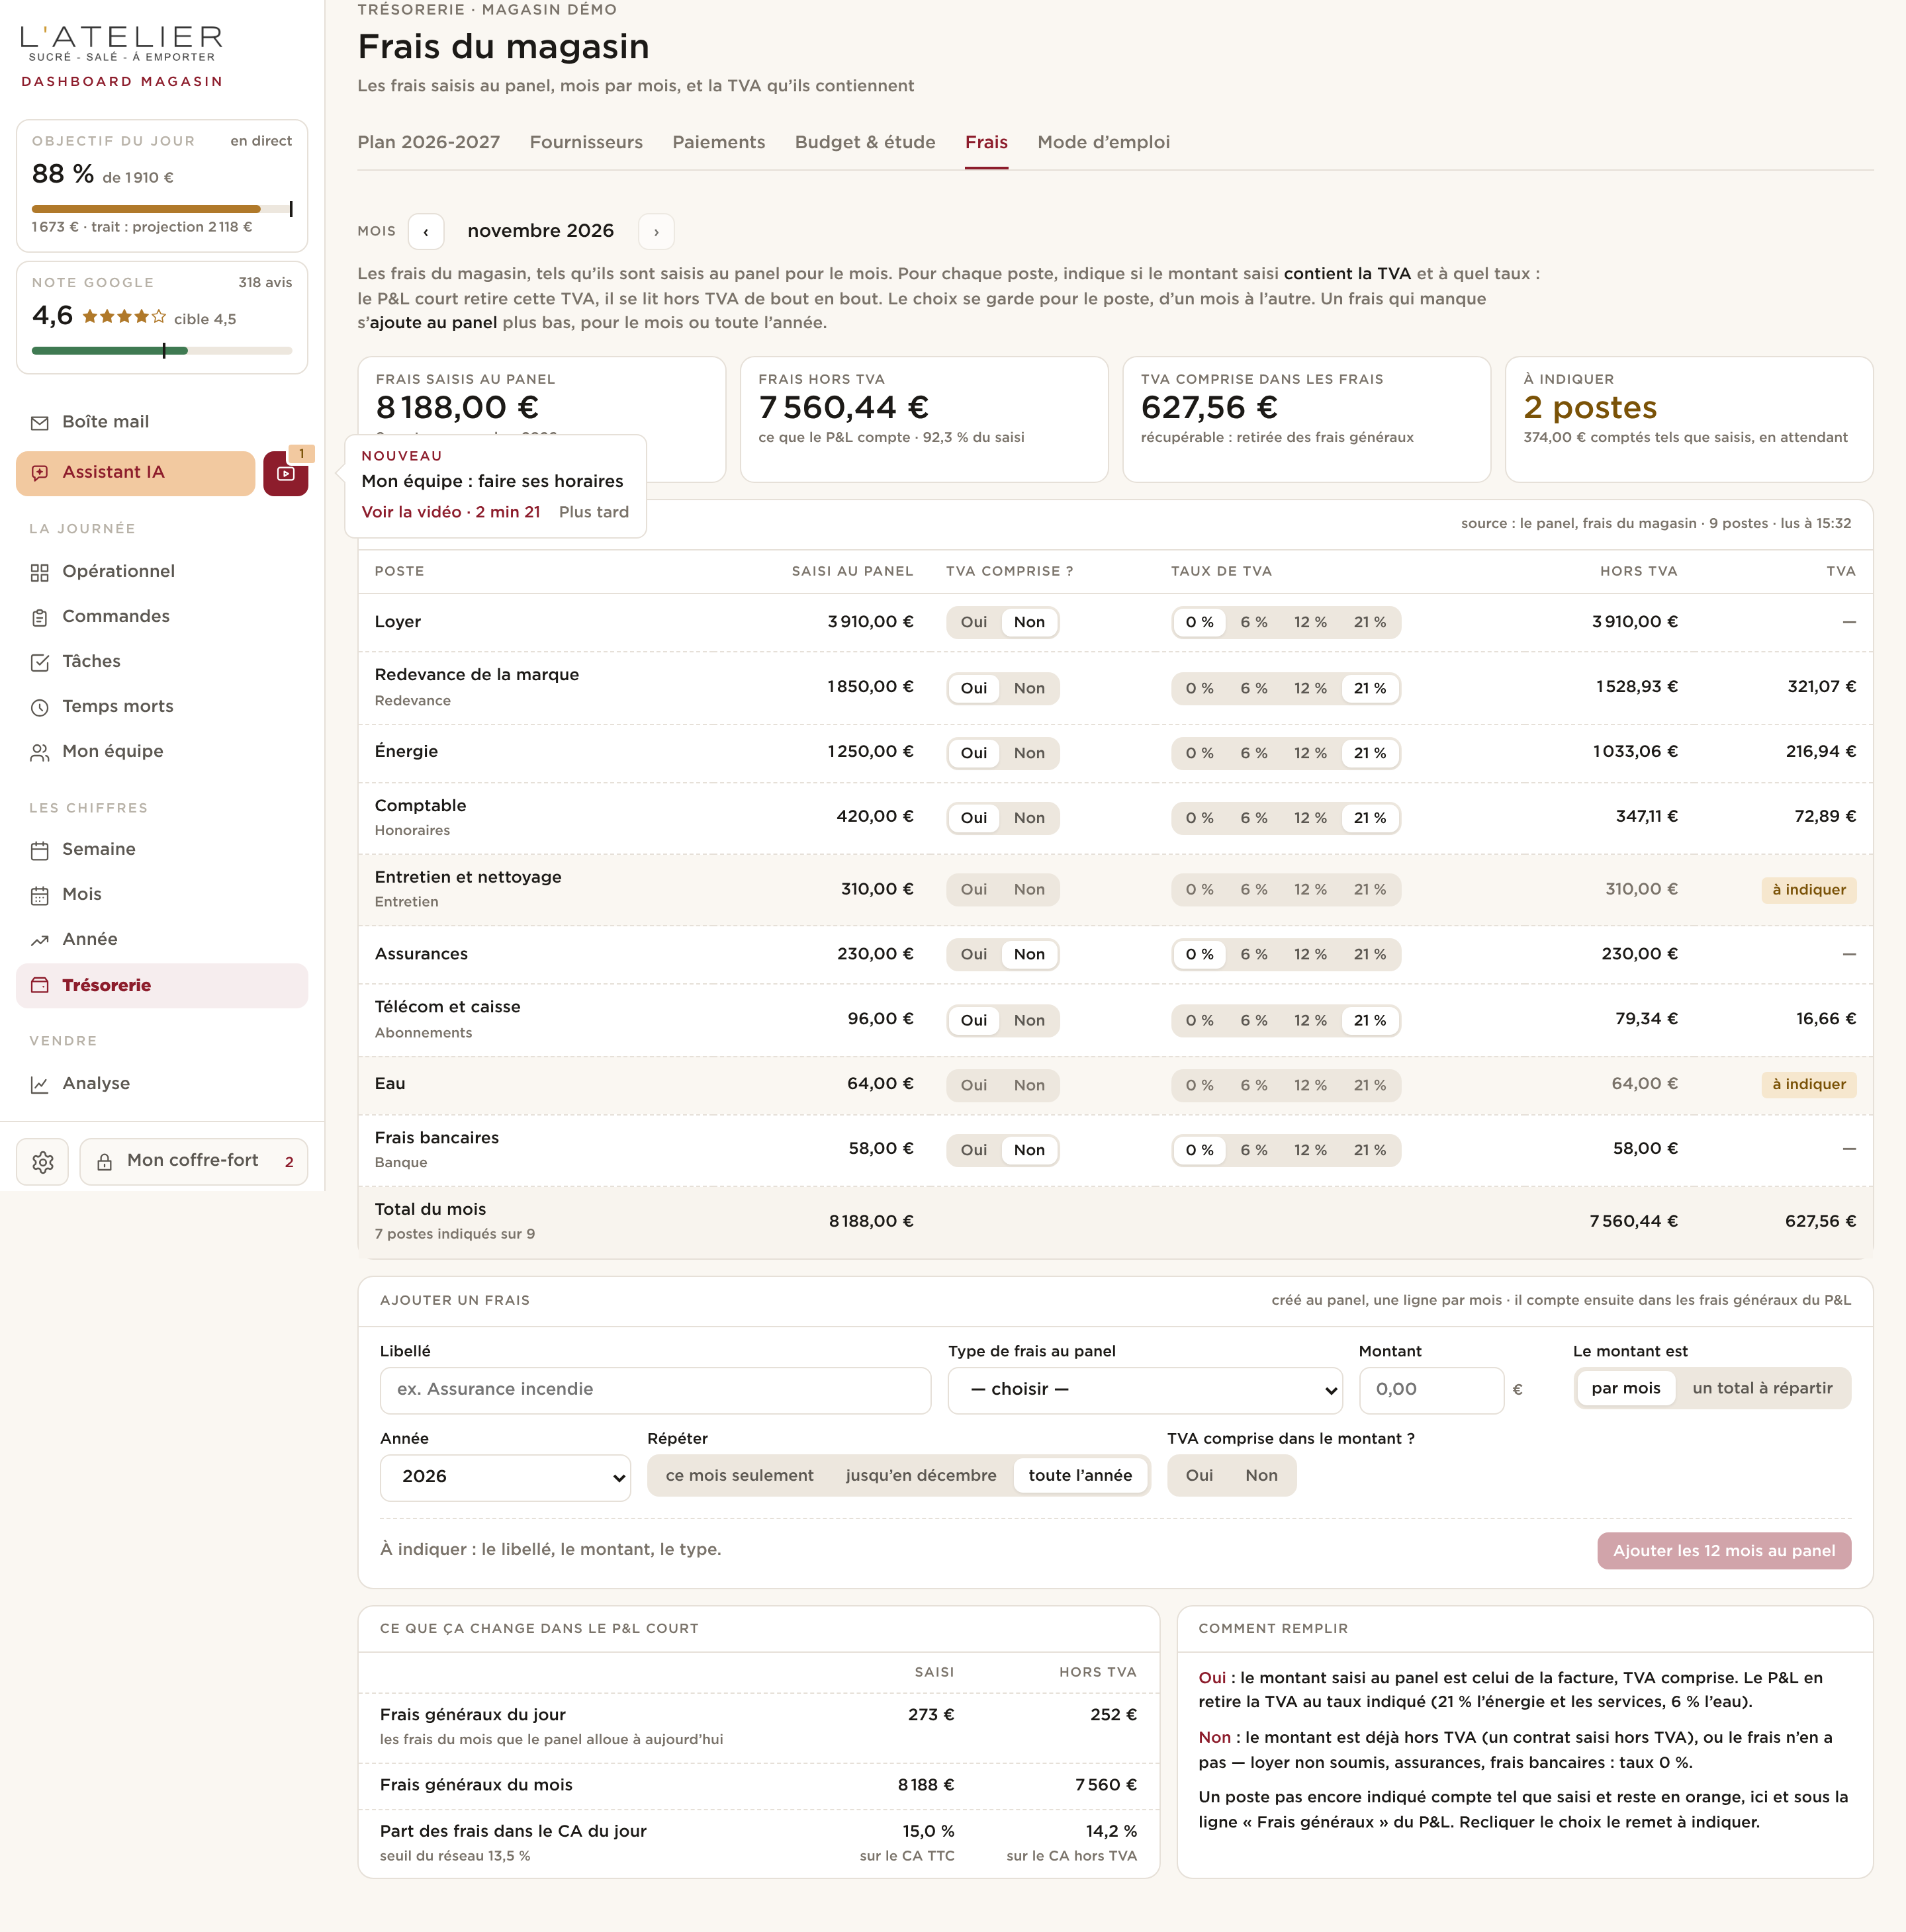 L'ATELIER
SUCRÉ - SALÉ - À EMPORTER
DASHBOARD MAGASIN
OBJECTIF DU JOUR en direct
88 % de 1 910 €
1 673 € · trait : projection 2 118 €
NOTE GOOGLE 318 avis
4,6 cible 4,5
Boîte mail
Assistant IA
1
LA JOURNÉE
Opérationnel
Commandes
Tâches
Temps morts
Mon équipe
LES CHIFFRES
Semaine
Mois
Année
Trésorerie
VENDRE
Analyse
Mon coffre-fort 2
TRÉSORERIE · MAGASIN DÉMO
Frais du magasin
Les frais saisis au panel, mois par mois, et la TVA qu'ils contiennent
Plan 2026-2027 Fournisseurs Paiements Budget & étude Frais Mode d'emploi
MOIS ‹ novembre 2026 ›
Les frais du magasin, tels qu'ils sont saisis au panel pour le mois. Pour chaque poste, indique si le montant saisi contient la TVA et à quel taux :
le P&L court retire cette TVA, il se lit hors TVA de bout en bout. Le choix se garde pour le poste, d'un mois à l'autre. Un frais qui manque
s'ajoute au panel plus bas, pour le mois ou toute l'année.
FRAIS SAISIS AU PANEL
8 188,00 €
FRAIS HORS TVA
7 560,44 €
ce que le P&L compte · 92,3 % du saisi
TVA COMPRISE DANS LES FRAIS
627,56 €
récupérable : retirée des frais généraux
À INDIQUER
2 postes
374,00 € comptés tels que saisis, en attendant
NOUVEAU
Mon équipe : faire ses horaires
Voir la vidéo · 2 min 21 Plus tard
source : le panel, frais du magasin · 9 postes · lus à 15:32
POSTE SAISI AU PANEL TVA COMPRISE ? TAUX DE TVA HORS TVA TVA
Loyer 3 910,00 € Oui Non 0 % 6 % 12 % 21 % 3 910,00 € —
Redevance de la marque 1 850,00 € Oui Non 0 % 6 % 12 % 21 % 1 528,93 € 321,07 €
Redevance
Énergie 1 250,00 € Oui Non 0 % 6 % 12 % 21 % 1 033,06 € 216,94 €
Comptable 420,00 € Oui Non 0 % 6 % 12 % 21 % 347,11 € 72,89 €
Honoraires
Entretien et nettoyage 310,00 € Oui Non 0 % 6 % 12 % 21 % 310,00 € à indiquer
Entretien
Assurances 230,00 € Oui Non 0 % 6 % 12 % 21 % 230,00 € —
Télécom et caisse 96,00 € Oui Non 0 % 6 % 12 % 21 % 79,34 € 16,66 €
Abonnements
Eau 64,00 € Oui Non 0 % 6 % 12 % 21 % 64,00 € à indiquer
Frais bancaires 58,00 € Oui Non 0 % 6 % 12 % 21 % 58,00 € —
Banque
Total du mois 8 188,00 € 7 560,44 € 627,56 €
7 postes indiqués sur 9
AJOUTER UN FRAIS créé au panel, une ligne par mois · il compte ensuite dans les frais généraux du P&L
Libellé Type de frais au panel Montant Le montant est
ex. Assurance incendie — choisir — 0,00 € par mois un total à répartir
Année Répéter TVA comprise dans le montant ?
2026 ce mois seulement jusqu'en décembre toute l'année Oui Non
À indiquer : le libellé, le montant, le type. Ajouter les 12 mois au panel
CE QUE ÇA CHANGE DANS LE P&L COURT
SAISI HORS TVA
Frais généraux du jour 273 € 252 €
les frais du mois que le panel alloue à aujourd'hui
Frais généraux du mois 8 188 € 7 560 €
Part des frais dans le CA du jour 15,0 % 14,2 %
seuil du réseau 13,5 % sur le CA TTC sur le CA hors TVA
COMMENT REMPLIR
Oui : le montant saisi au panel est celui de la facture, TVA comprise. Le P&L en
retire la TVA au taux indiqué (21 % l'énergie et les services, 6 % l'eau).
Non : le montant est déjà hors TVA (un contrat saisi hors TVA), ou le frais n'en a
pas — loyer non soumis, assurances, frais bancaires : taux 0 %.
Un poste pas encore indiqué compte tel que saisi et reste en orange, ici et sous la
ligne « Frais généraux » du P&L. Recliquer le choix le remet à indiquer.